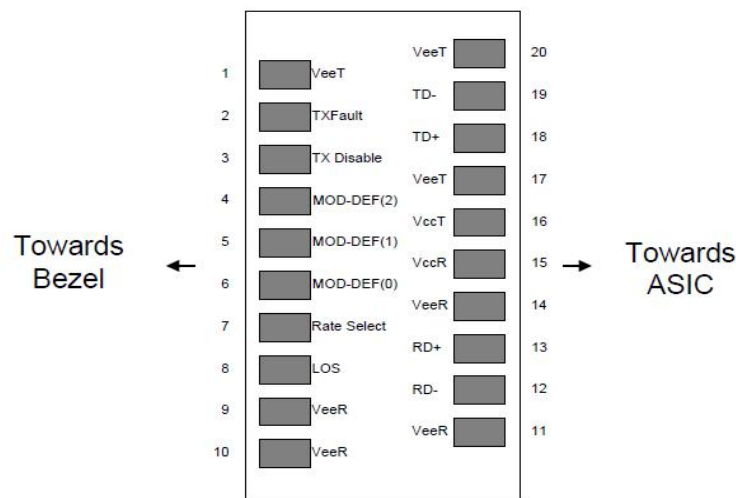 VeeT 20
1 VeeT
TD- 19
2 TXFault
TD+ 18
3 TX Disable
VeeT 17
4 MOD-DEF(2)
VccT 16
5 MOD-DEF(1)
Towards
Bezel
VccR 15
Towards
ASIC
6 MOD-DEF(0)
VeeR 14
7 Rate Select
RD+ 13
8 LOS
RD- 12
9 VeeR
VeeR 11
10 VeeR